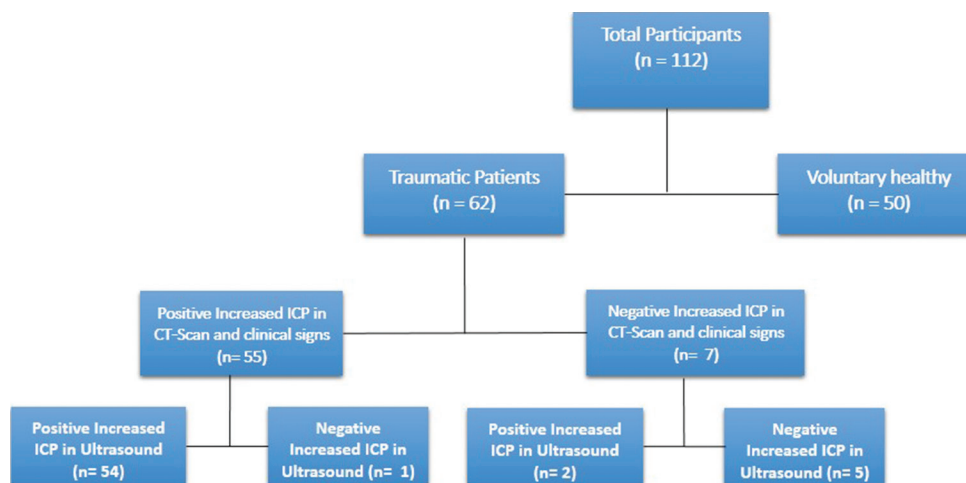 Total Participants
(n = 112)
Traumatic Patients
(n = 62)
Voluntary healthy
(n = 50)
Positive Increased ICP in
CT-Scan and clinical signs
(n= 55)
Negative Increased ICP in
CT-Scan and clinical signs
(n= 7)
Positive Increased
ICP in Ultrasound
(n= 54)
Negative
Increased ICP in
Ultrasound (n= 1)
Positive Increased
ICP in Ultrasound
(n= 2)
Negative
Increased ICP in
Ultrasound (n= 5)